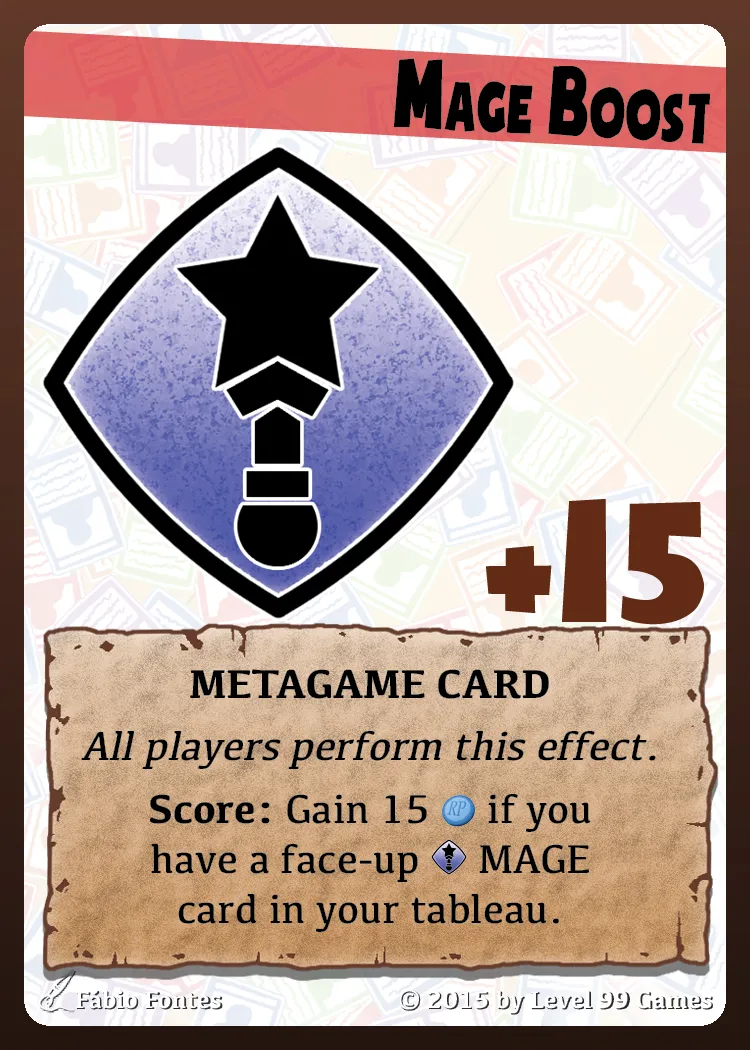 Mage Boost
+15
METAGAME CARD
All players perform this effect.
Score: Gain 15 RP if you
have a face-up MAGE
card in your tableau.
Fábio Fontes
© 2015 by Level 99 Games